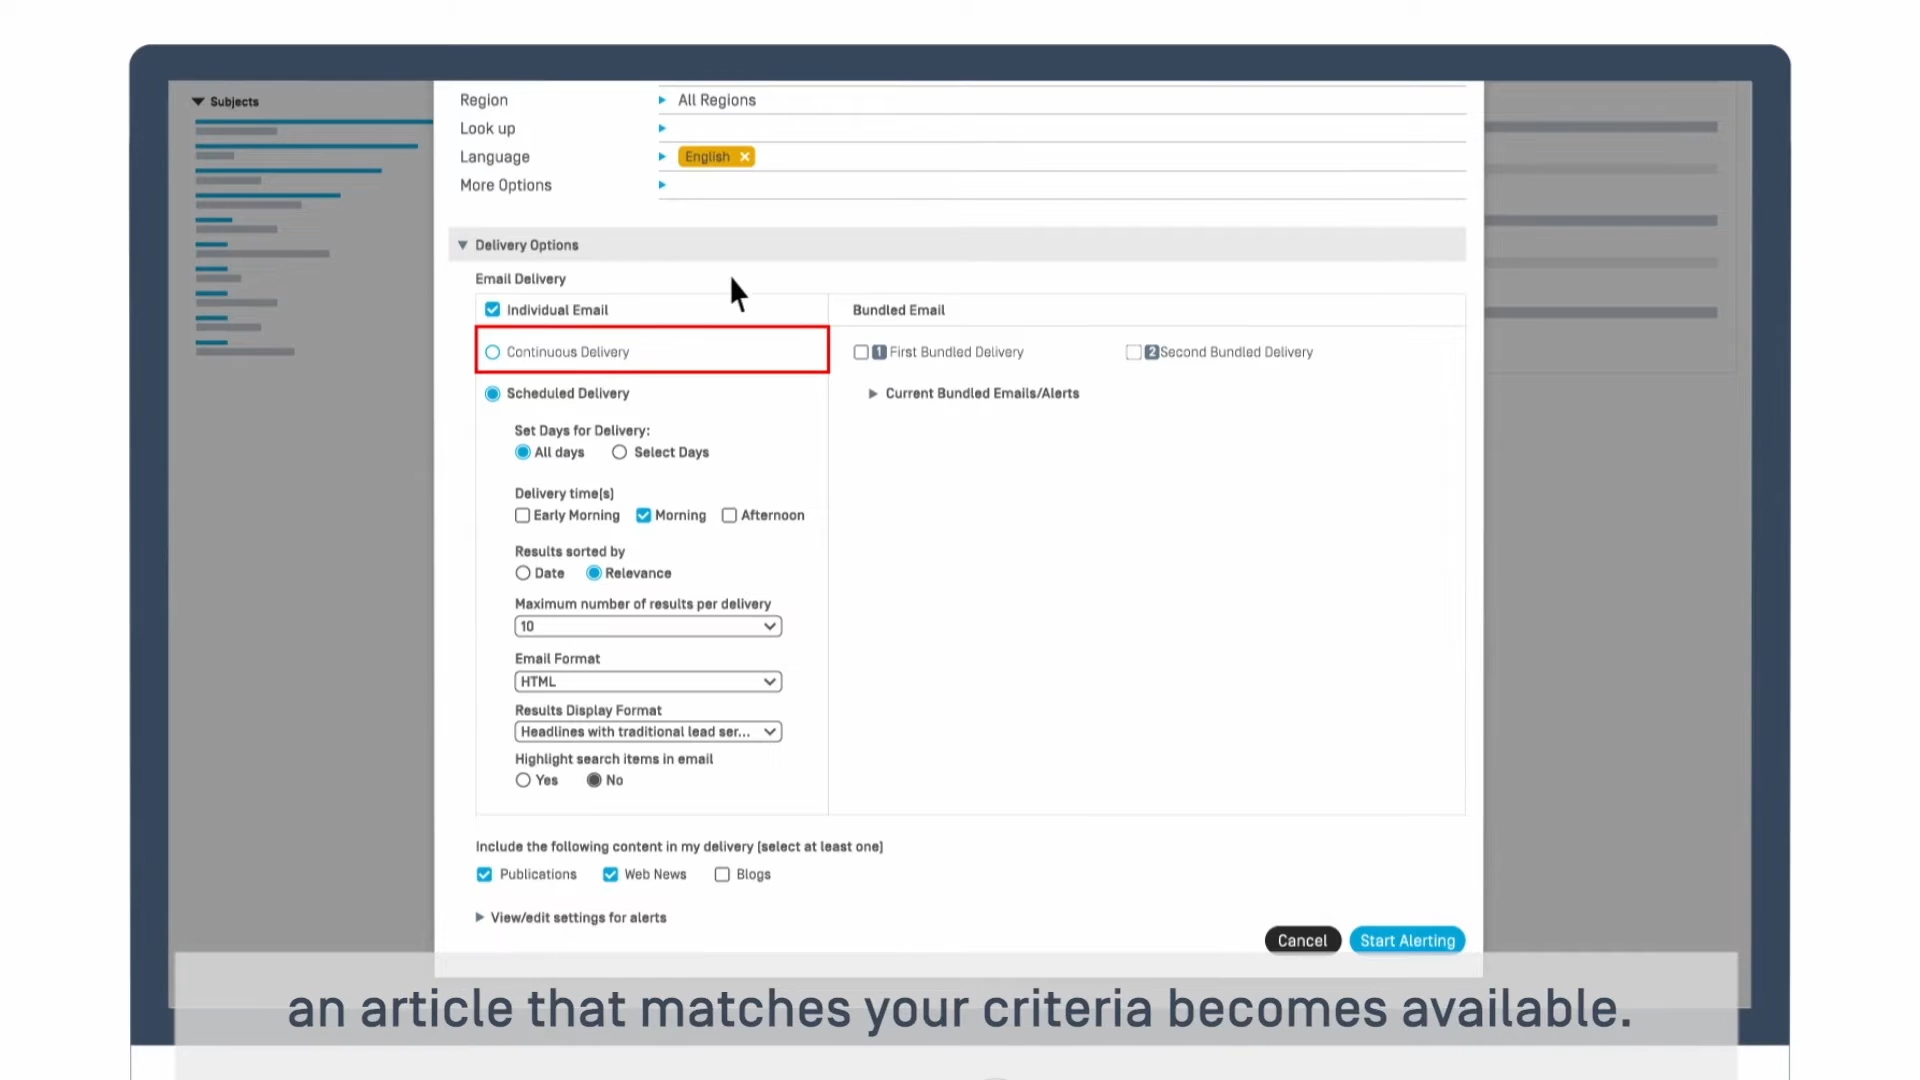 Subjects
Region
All Regions
Look up
Language
English
More Options
Delivery Options
Email Delivery
Individual Email
Bundled Email
Continuous Delivery
1 First Bundled Delivery
2 Second Bundled Delivery
Scheduled Delivery
Current Bundled Emails/Alerts
Set Days for Delivery:
All days
Select Days
Delivery time[s]
Early Morning
Morning
Afternoon
Results sorted by
Date
Relevance
Maximum number of results per delivery
10
Email Format
HTML
Results Display Format
Headlines with traditional lead ser...
Highlight search items in email
Yes
No
Include the following content in my delivery [select at least one]
Publications
Web News
Blogs
View/edit settings for alerts
Cancel
Start Alerting
an article that matches your criteria becomes available.